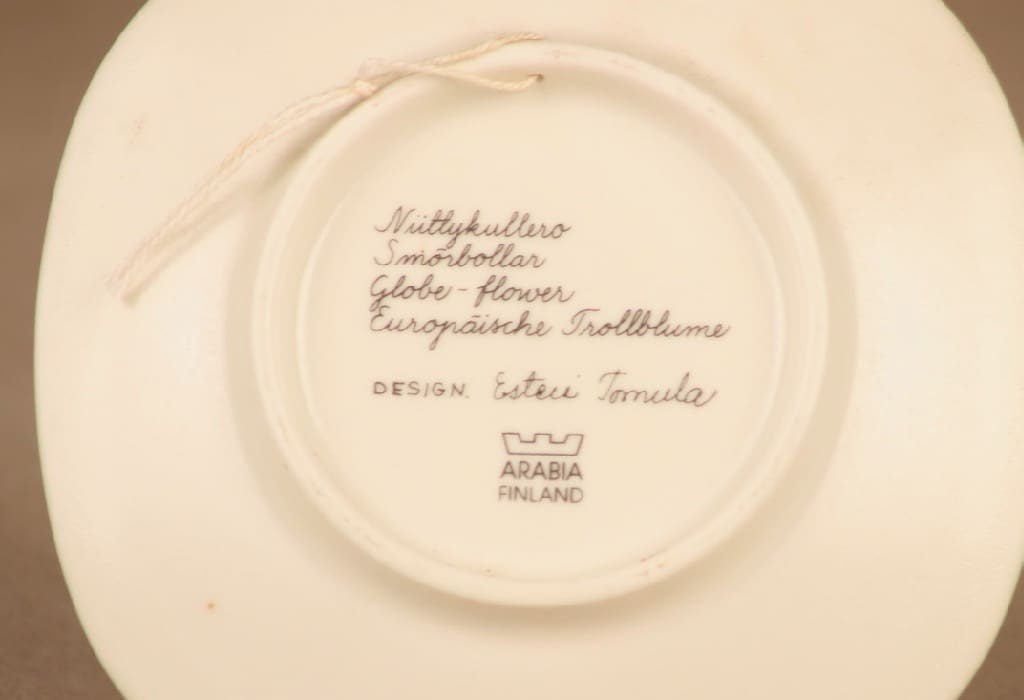 Niittykullero
Smörbollar
Globe-flower
Europäische Trollblume
DESIGN. Esteri Tomula
ARABIA
FINLAND